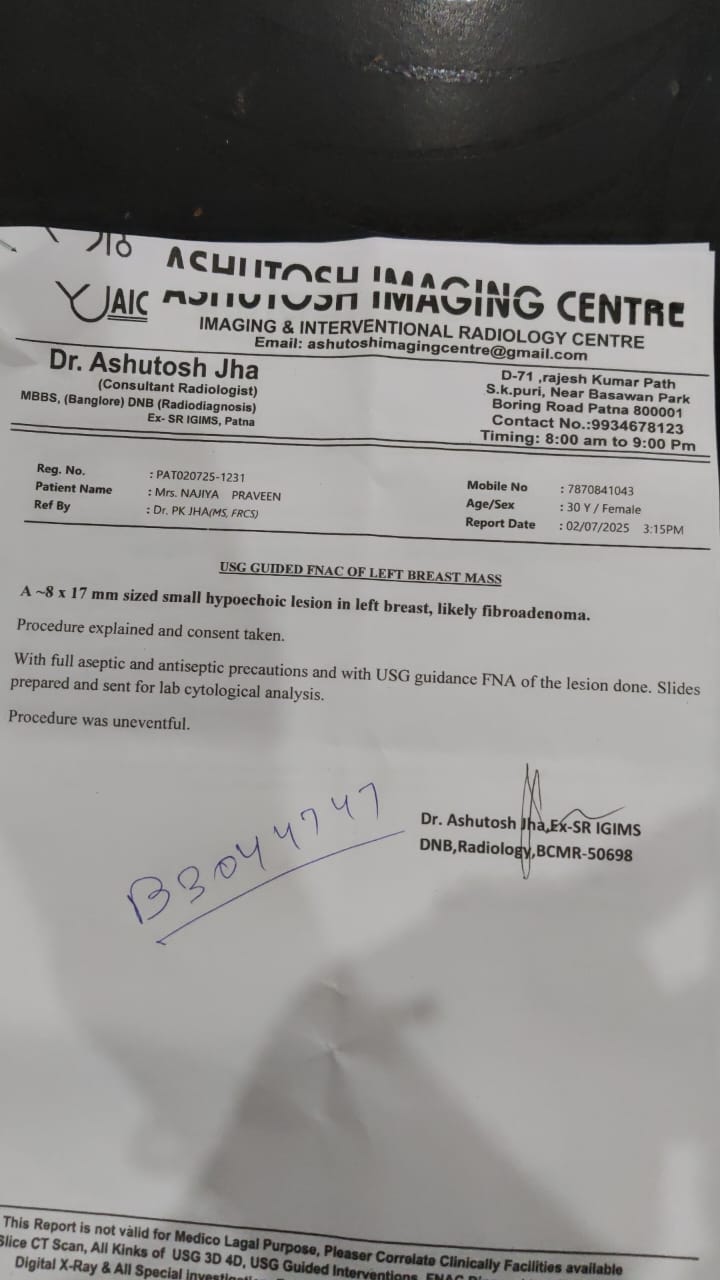 ASHUTOSH IMAGING CENTRE
AIC
IMAGING & INTERVENTIONAL RADIOLOGY CENTRE
Email: ashutoshimagingcentre@gmail.com
Dr. Ashutosh Jha
(Consultant Radiologist)
MBBS, (Banglore) DNB (Radiodiagnosis)
Ex- SR IGIMS, Patna
D-71 ,rajesh Kumar Path
S.k.puri, Near Basawan Park
Boring Road Patna 800001
Contact No.:9934678123
Timing: 8:00 am to 9:00 Pm
Reg. No. : PAT020725-1231
Patient Name : Mrs. NAJIYA PRAVEEN
Ref By : Dr. PK JHA(MS, FRCS)
Mobile No : 7870841043
Age/Sex : 30 Y / Female
Report Date : 02/07/2025 3:15PM
USG GUIDED FNAC OF LEFT BREAST MASS
A ~8 x 17 mm sized small hypoechoic lesion in left breast, likely fibroadenoma.
Procedure explained and consent taken.
With full aseptic and antiseptic precautions and with USG guidance FNA of the lesion done. Slides
prepared and sent for lab cytological analysis.
Procedure was uneventful.
Dr. Ashutosh Jha,Ex-SR IGIMS
DNB,Radiology,BCMR-50698
B3044747
This Report is not valid for Medico Lagal Purpose, Pleaser Correlate Clinically Facilities available
Slice CT Scan, All Kinks of USG 3D 4D, USG Guided Interventions, FNAC
Digital X-Ray & All Special